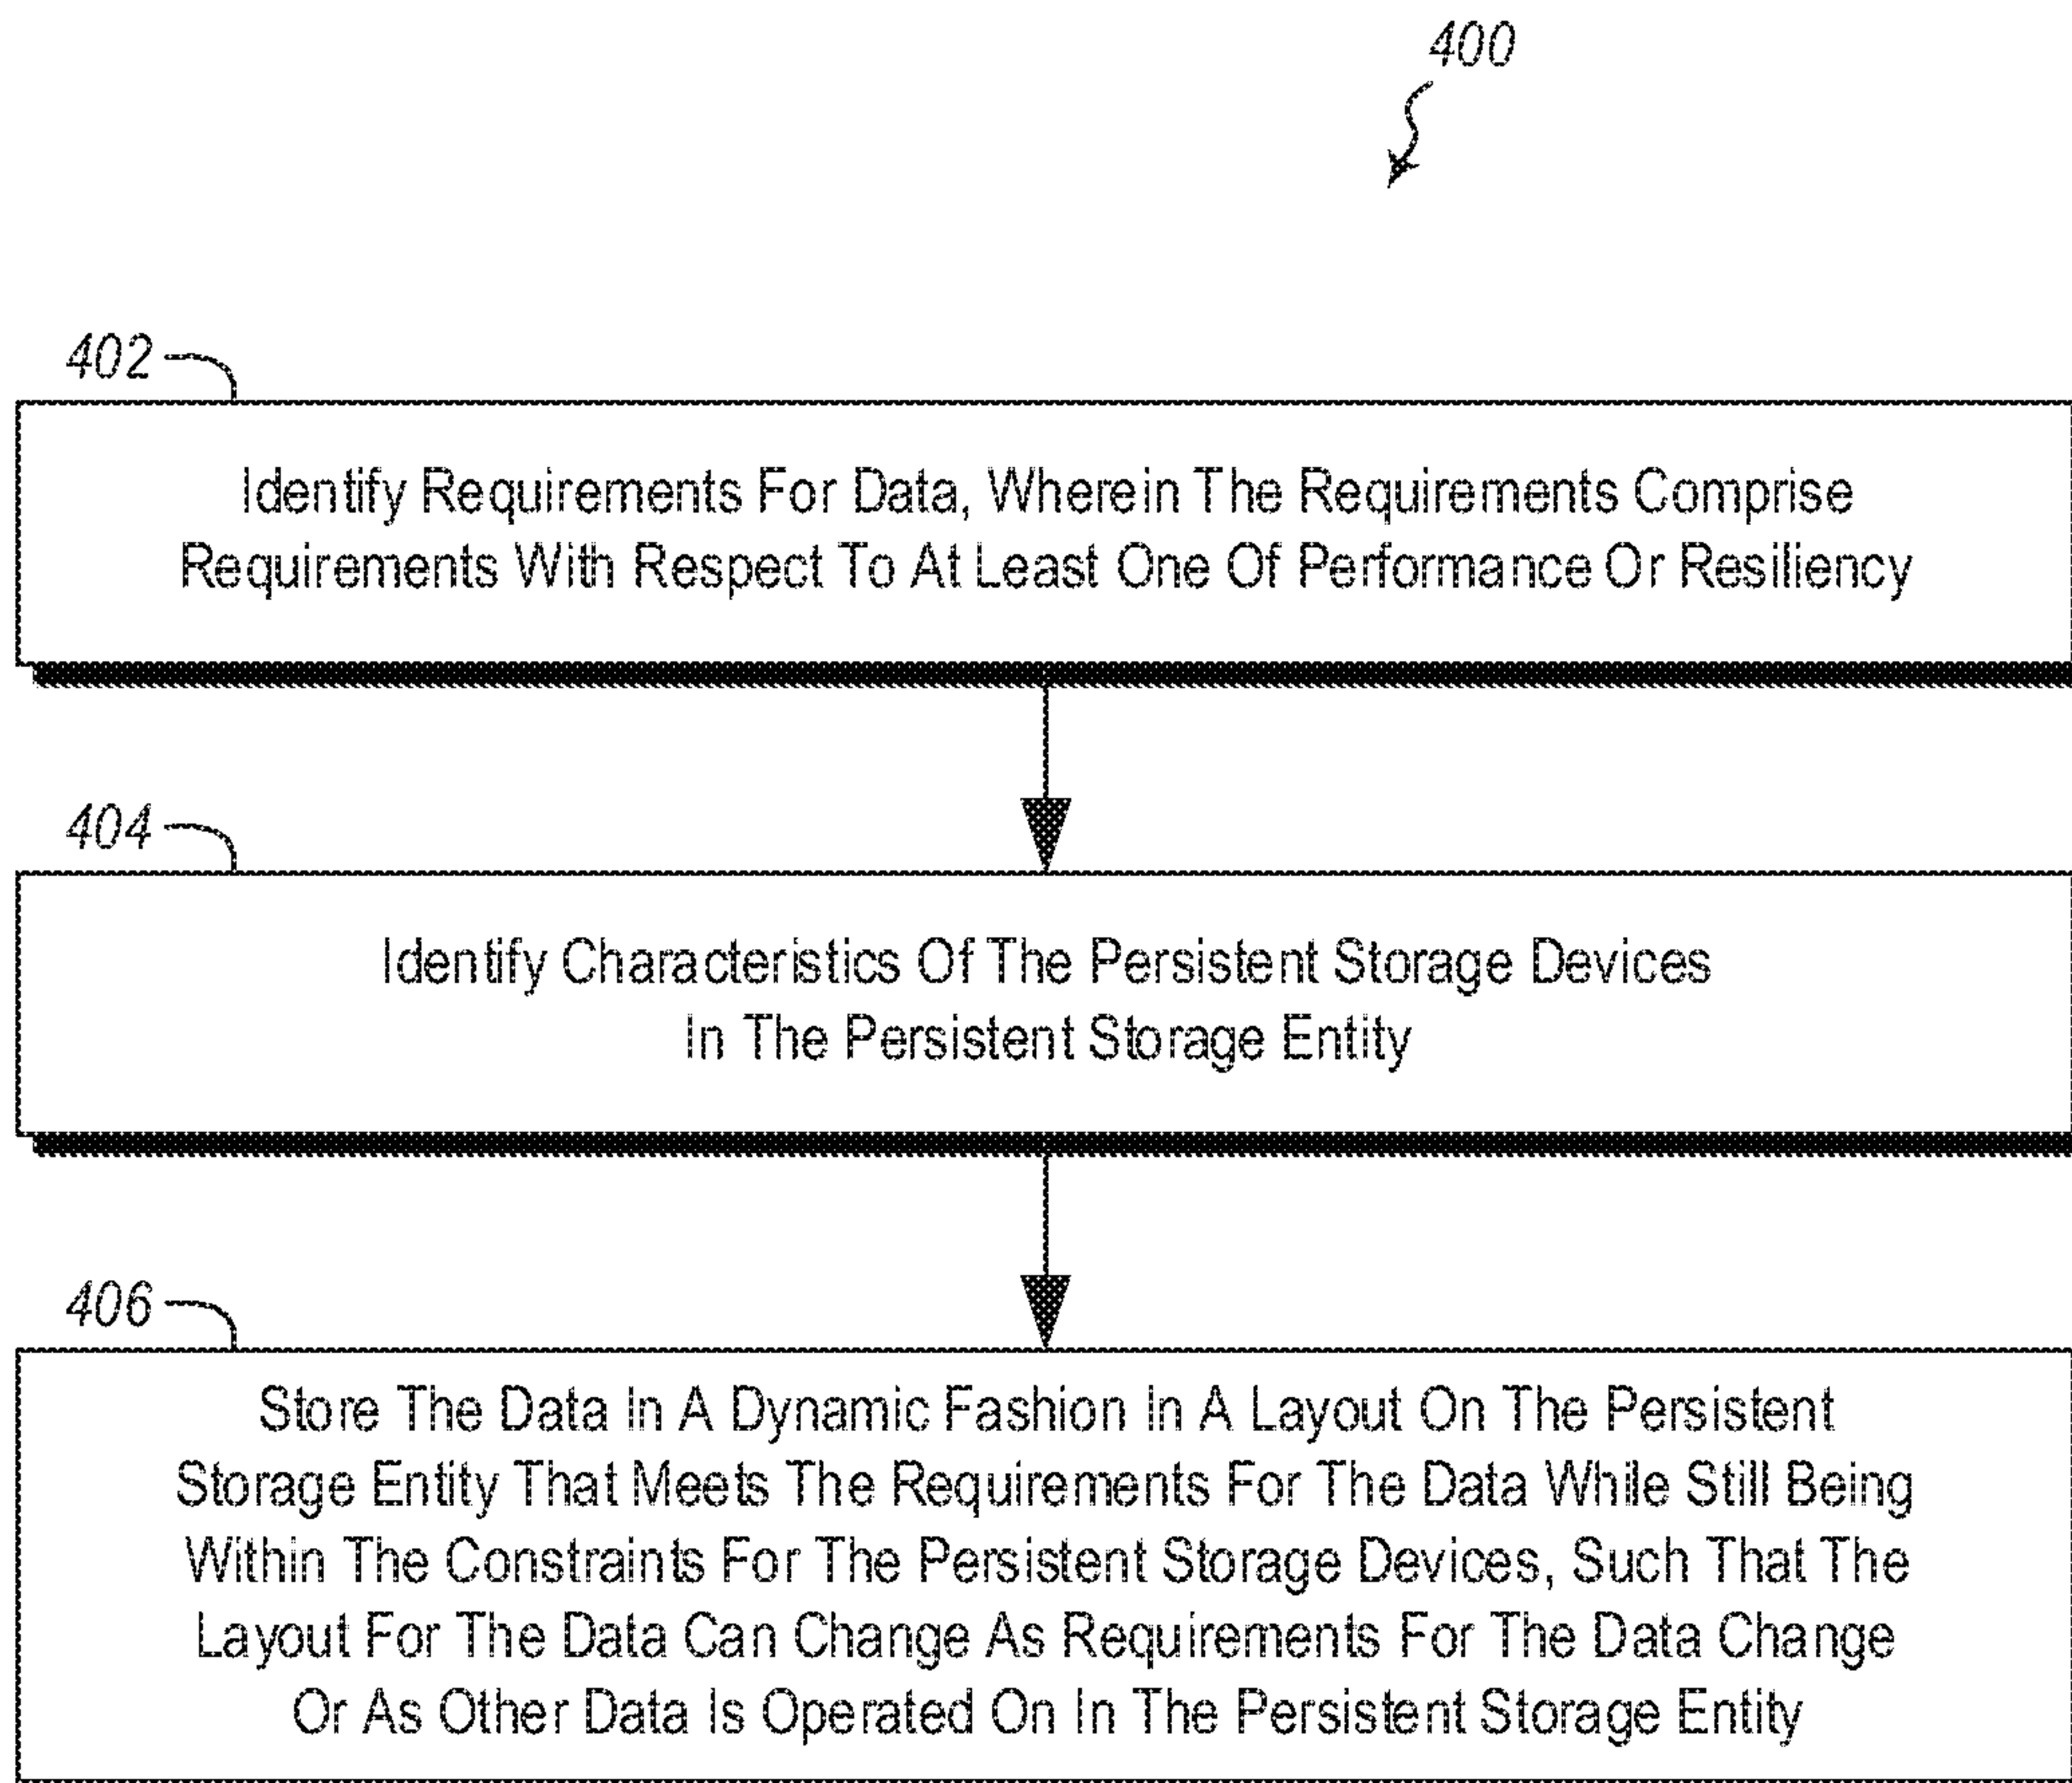 400
402
Identify Requirements For Data, Wherein The Requirements Comprise
Requirements With Respect To At Least One Of Performance Or Resiliency
404
Identify Characteristics Of The Persistent Storage Devices
In The Persistent Storage Entity
406
Store The Data In A Dynamic Fashion In A Layout On The Persistent
Storage Entity That Meets The Requirements For The Data While Still Being
Within The Constraints For The Persistent Storage Devices, Such That The
Layout For The Data Can Change As Requirements For The Data Change
Or As Other Data Is Operated On In The Persistent Storage Entity